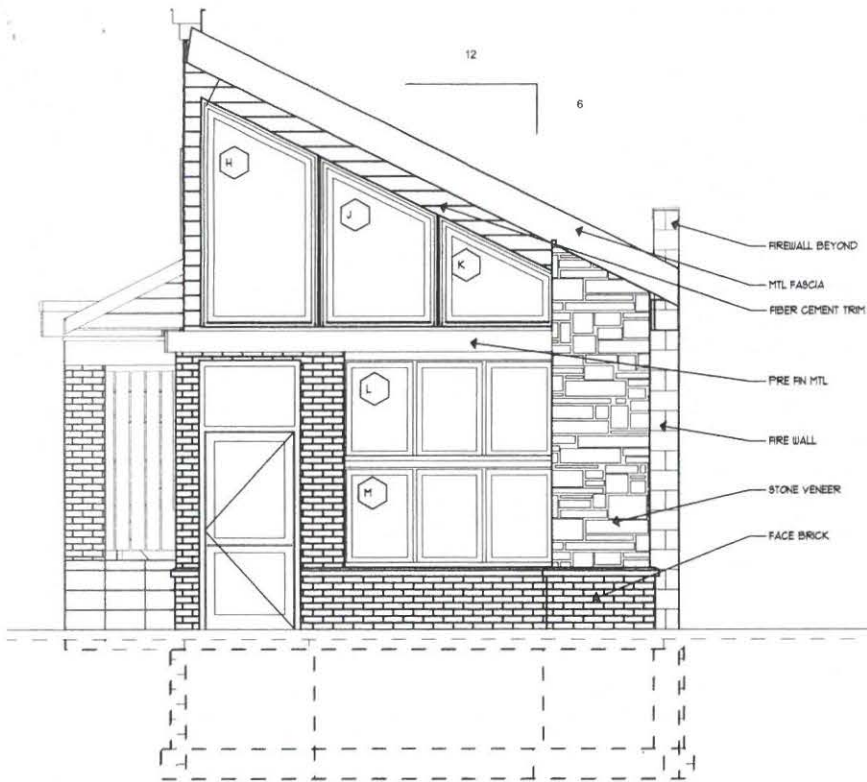 12
6
H
J
K
FIREWALL BEYOND
MTL FASCIA
FIBER CEMENT TRIM
PRE FIN MTL
L
FIRE WALL
M
STONE VENEER
FACE BRICK